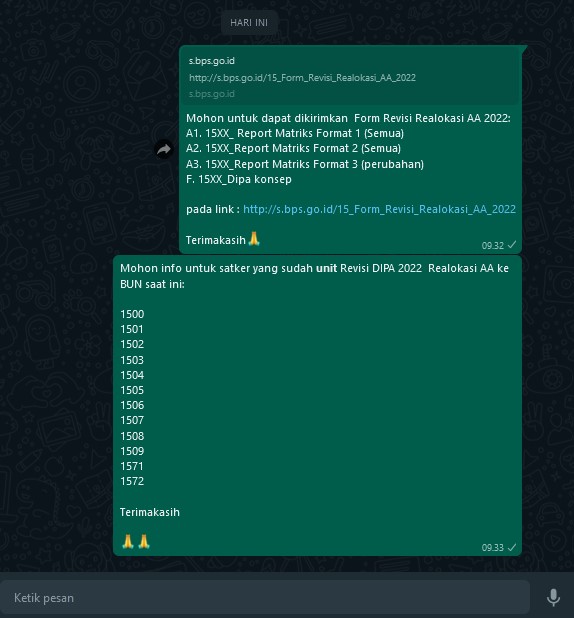 HARI INI
s.bps.go.id
http://s.bps.go.id/15_Form_Revisi_Realokasi_AA_2022
s.bps.go.id
Mohon untuk dapat dikirimkan  Form Revisi Realokasi AA 2022:
A1. 15XX_ Report Matriks Format 1 (Semua)
A2. 15XX_Report Matriks Format 2 (Semua)
A3. 15XX_Report Matriks Format 3 (perubahan)
F. 15XX_Dipa konsep
pada link : http://s.bps.go.id/15_Form_Revisi_Realokasi_AA_2022
Terimakasih🙏
09.32
Mohon info untuk satker yang sudah unit Revisi DIPA 2022  Realokasi AA ke
BUN saat ini:
1500
1501
1502
1503
1504
1505
1506
1507
1508
1509
1571
1572
Terimakasih
🙏🙏
09.33
Ketik pesan